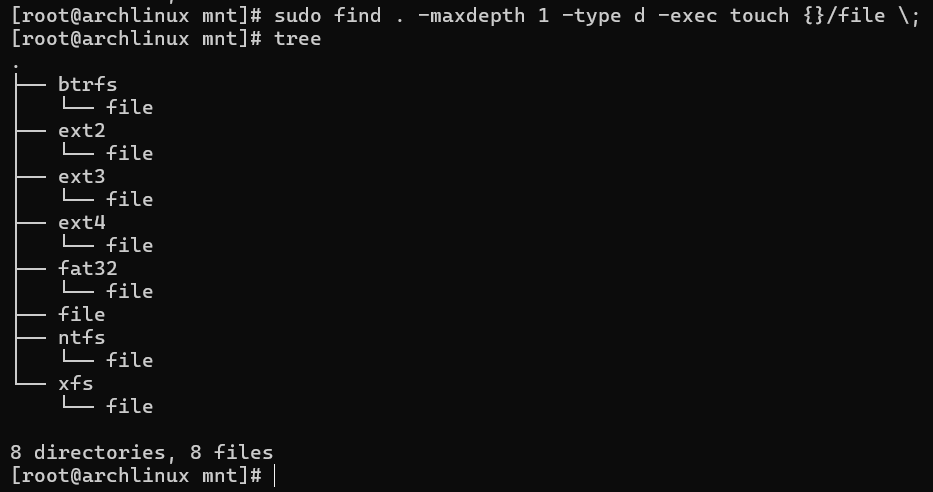 [root@archlinux mnt]# sudo find . -maxdepth 1 -type d -exec touch {}/file \;
[root@archlinux mnt]# tree
.
├── btrfs
│   └── file
├── ext2
│   └── file
├── ext3
│   └── file
├── ext4
│   └── file
├── fat32
│   └── file
├── file
├── ntfs
│   └── file
└── xfs
    └── file

8 directories, 8 files
[root@archlinux mnt]#